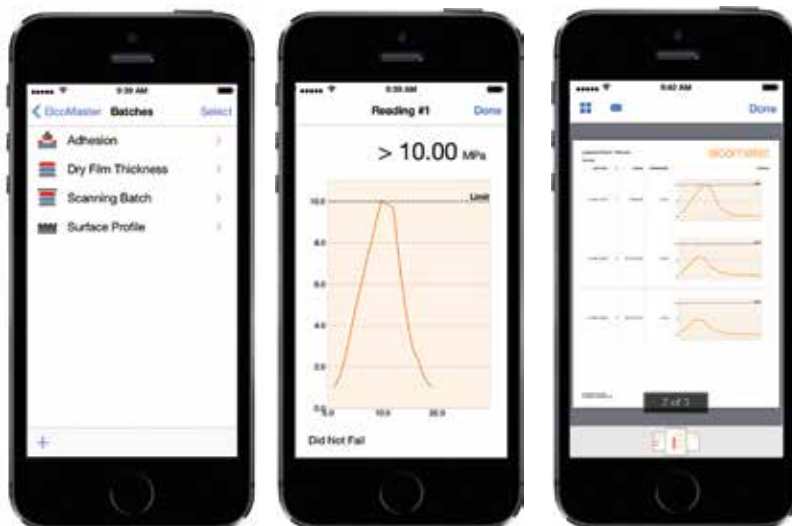 9:39 AM
ElcoMaster Batches Select
Adhesion
Dry Film Thickness
Scanning Batch
Surface Profile
+
9:39 AM
Reading #1 Done
> 10.00 MPa
Limit
10.0
8.0
6.0
4.0
2.0
0.0
0.0 10.0 20.0
Did Not Fail
9:40 AM
Done
elcometer
2 of 3